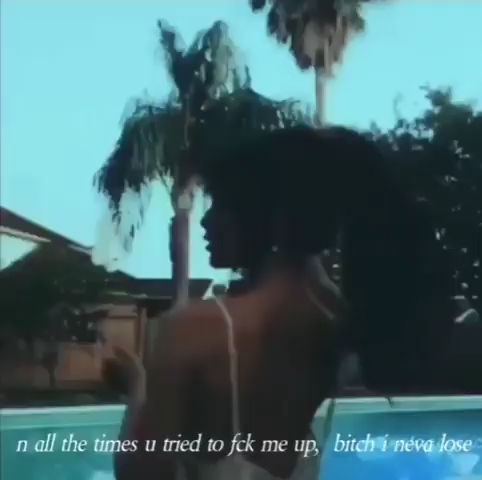 n all the times u tried to fck me up, bitch i neva lose